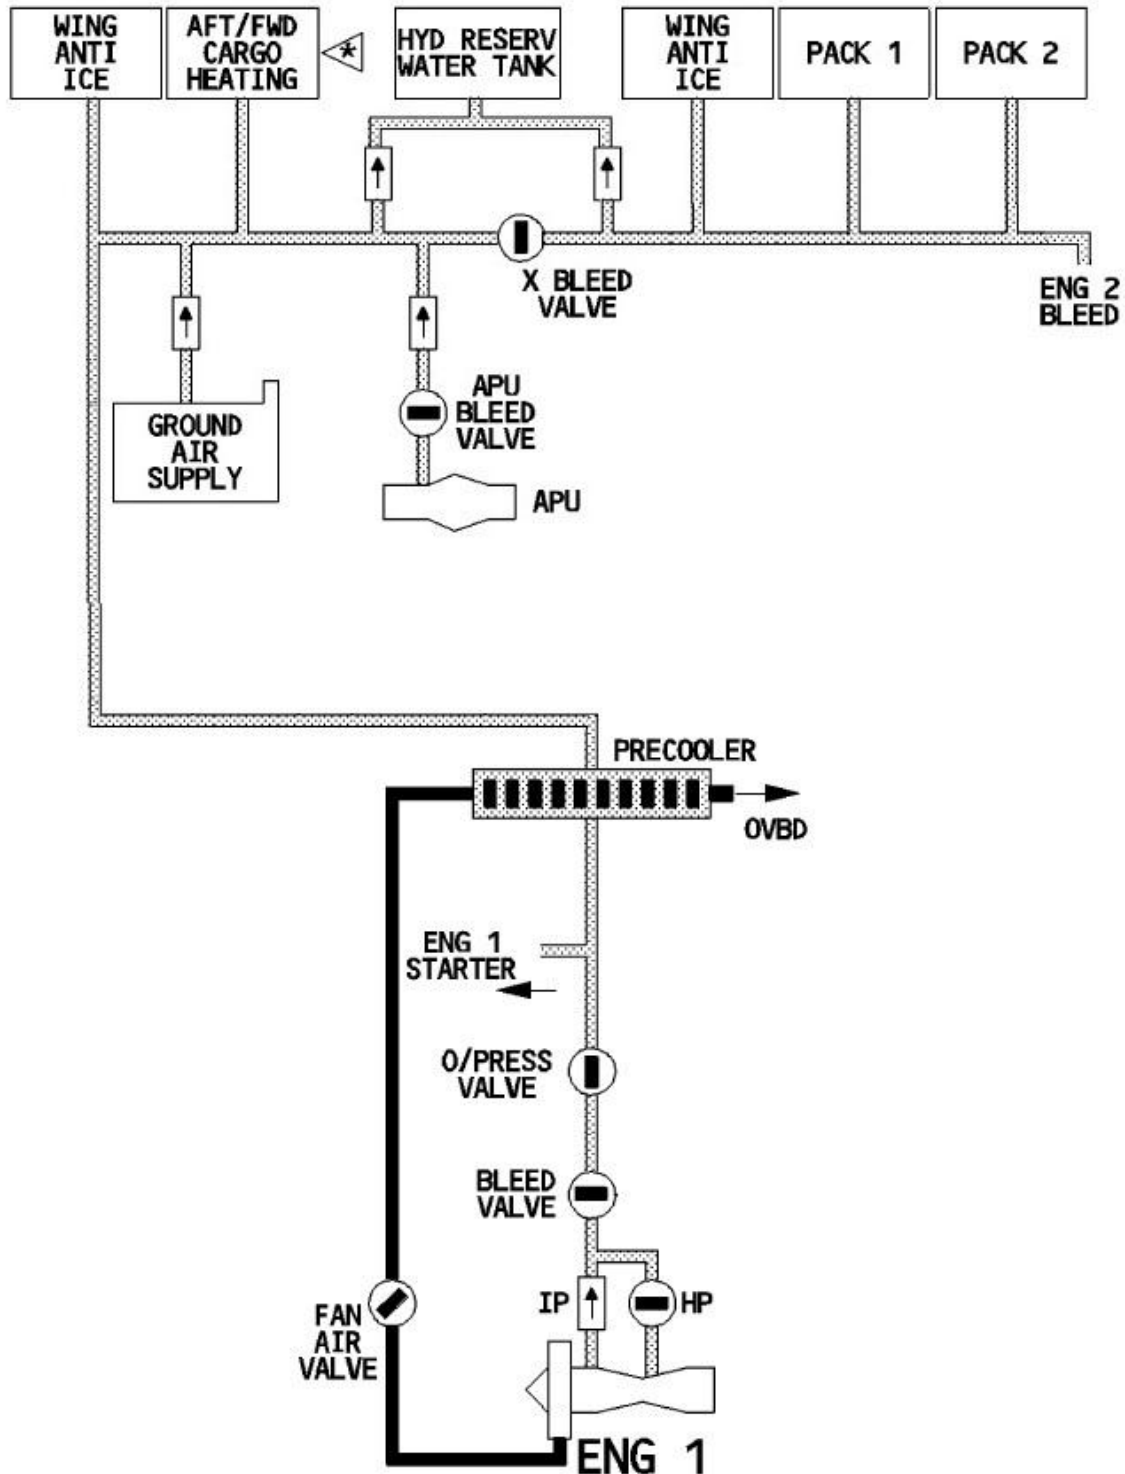 WING
ANTI
ICE
AFT/FWD
CARGO
HEATING
*
HYD RESERV
WATER TANK
WING
ANTI
ICE
PACK 1
PACK 2
X BLEED
VALVE
ENG 2
BLEED
GROUND
AIR
SUPPLY
APU
BLEED
VALVE
APU
PRECOOLER
OVBD
ENG 1
STARTER
O/PRESS
VALVE
BLEED
VALVE
IP
HP
FAN
AIR
VALVE
ENG 1